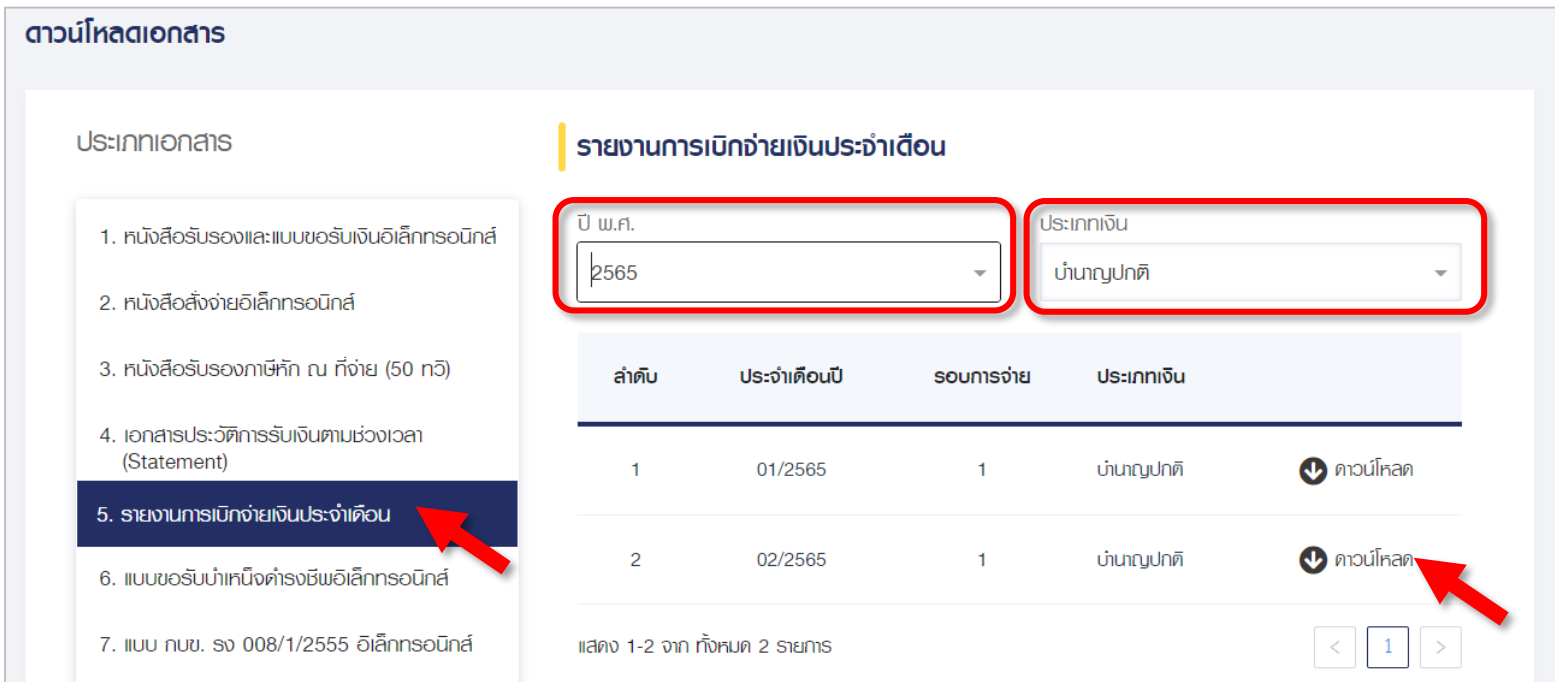 ดาวน์โหลดเอกสาร
ประเภทเอกสาร
1. หนังสือรับรองและแบบขอรับเงินอิเล็กทรอนิกส์
2. หนังสือสั่งจ่ายอิเล็กทรอนิกส์
3. หนังสือรับรองภาษีหัก ณ ที่จ่าย (50 ทวิ)
4. เอกสารประวัติการรับเงินตามช่วงเวลา
(Statement)
5. รายงานการเบิกจ่ายเงินประจำเดือน
6. แบบขอรับบำเหน็จดำรงชีพอิเล็กทรอนิกส์
7. แบบ กบข. รง 008/1/2555 อิเล็กทรอนิกส์
รายงานการเบิกจ่ายเงินประจำเดือน
ปี พ.ศ. ประเภทเงิน
2565 บำนาญปกติ
ลำดับ ประจำเดือนปี รอบการจ่าย ประเภทเงิน
1 01/2565 1 บำนาญปกติ ดาวน์โหลด
2 02/2565 1 บำนาญปกติ ดาวน์โหลด
แสดง 1-2 จาก ทั้งหมด 2 รายการ < 1 >